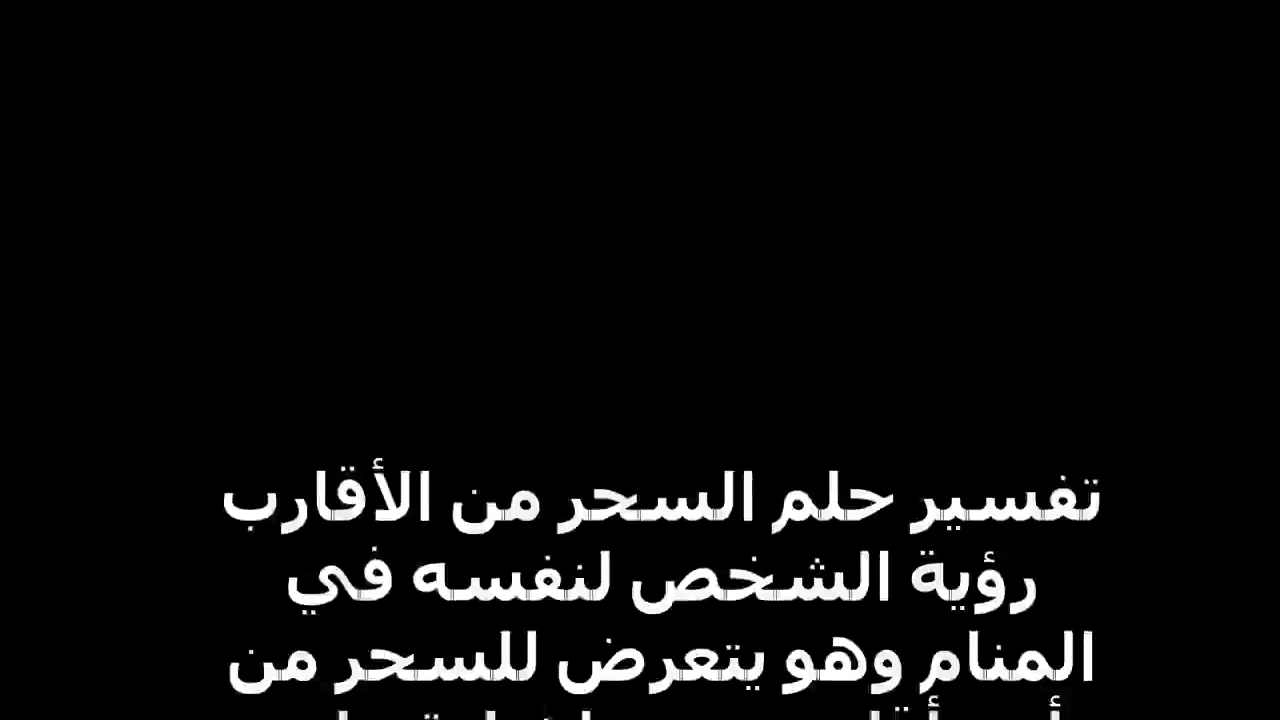 تفسير حلم السحر من الأقارب
رؤية الشخص لنفسه في
المنام وهو يتعرض للسحر من